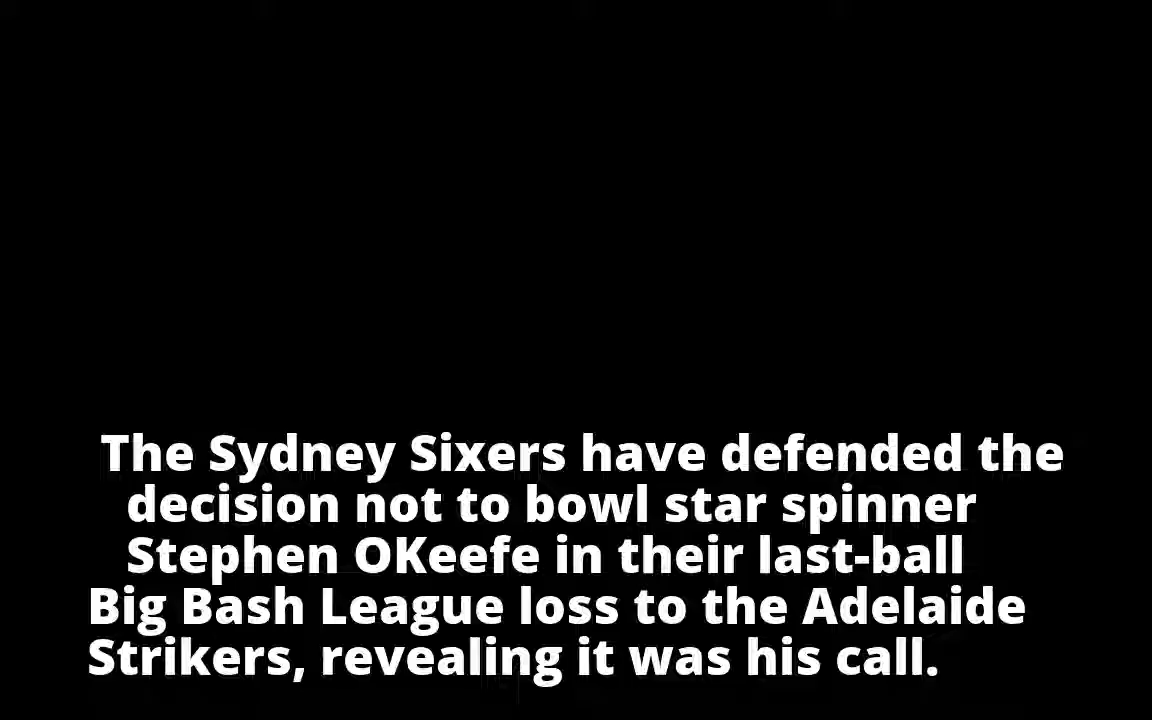 The Sydney Sixers have defended the
decision not to bowl star spinner
Stephen OKeefe in their last-ball
Big Bash League loss to the Adelaide
Strikers, revealing it was his call.